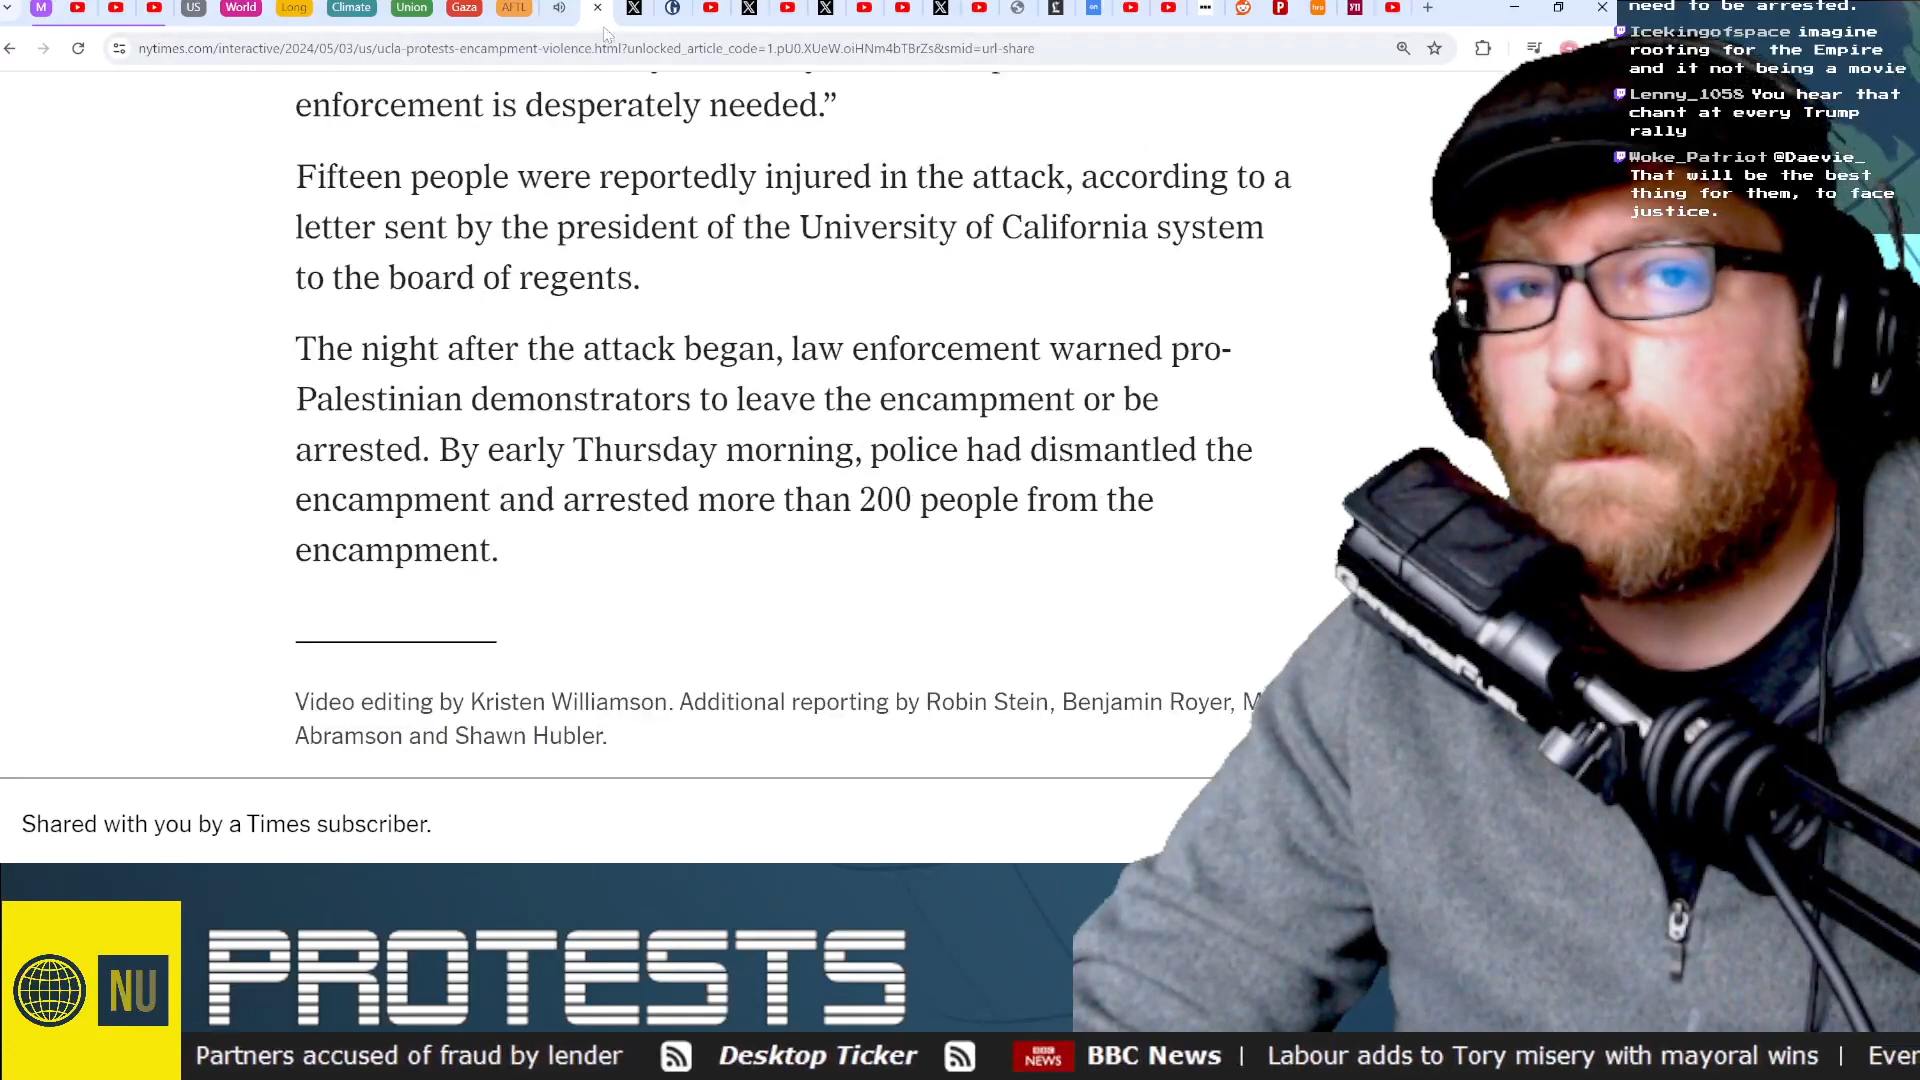 M
US
World
Long
Climate
Union
Gaza
AFTL
nytimes.com/interactive/2024/05/03/us/ucla-protests-encampment-violence.html?unlocked_article_code=1.pU0.XUeW.oiHNm4bTBrZs&smid=url-share
enforcement is desperately needed.”
Fifteen people were reportedly injured in the attack, according to a
letter sent by the president of the University of California system
to the board of regents.
The night after the attack began, law enforcement warned pro-
Palestinian demonstrators to leave the encampment or be
arrested. By early Thursday morning, police had dismantled the
encampment and arrested more than 200 people from the
encampment.
Video editing by Kristen Williamson. Additional reporting by Robin Stein, Benjamin Royer, M
Abramson and Shawn Hubler.
Shared with you by a Times subscriber.
need to be arrested.
Icekingofspace imagine
rooting for the Empire
and it not being a movie
Lenny_1058 You hear that
chant at every Trump
rally
Woke_Patriot @Daevie_
That will be the best
thing for them, to face
justice.
NU
PROTESTS
Partners accused of fraud by lender
Desktop Ticker
BBC NEWS
BBC News | Labour adds to Tory misery with mayoral wins | Ever